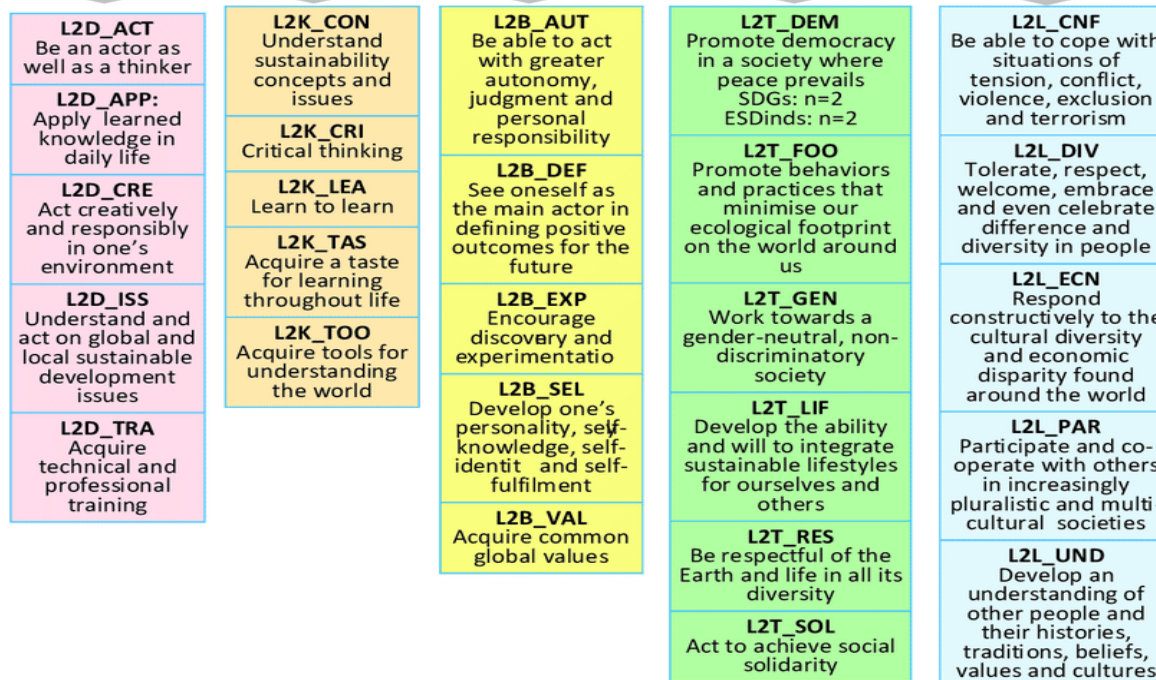 L2D_ACT
Be an actor as
well as a thinker
L2D_APP:
Apply learned
knowledge in
daily life
L2D_CRE
Act creatively
and responsibly
in one's
environment
L2D_ISS
Understand and
act on global and
local sustainable
development
issues
L2D_TRA
Acquire
technical and
professional
training
L2K_CON
Understand
sustainability
concepts and
issues
L2K_CRI
Critical thinking
L2K_LEA
Learn to learn
L2K_TAS
Acquire a taste
for learning
throughout life
L2K_TOO
Acquire tools for
understanding
the world
L2B_AUT
Be able to act
with greater
autonomy,
judgment and
personal
responsibility
L2B_DEF
See oneself as
the main actor in
defining positive
outcomes for the
future
L2B_EXP
Encourage
discovery and
experimentatio
L2B_SEL
Develop one's
personality, self-
knowledge, self-
identit and self-
fulfilment
L2B_VAL
Acquire common
global values
L2T_DEM
Promote democracy
in a society where
peace prevails
SDGs: n=2
ESDinds: n=2
L2T_FOO
Promote behaviors
and practices that
minimise our
ecological footprint
on the world around
us
L2T_GEN
Work towards a
gender-neutral, non-
discriminatory
society
L2T_LIF
Develop the ability
and will to integrate
sustainable lifestyles
for ourselves and
others
L2T_RES
Be respectful of the
Earth and life in all its
diversity
L2T_SOL
Act to achieve social
solidarity
L2L_CNF
Be able to cope with
situations of
tension, conflict,
violence, exclusion
and terrorism
L2L_DIV
Tolerate, respect,
welcome, embrace
and even celebrate
difference and
diversity in people
L2L_ECN
Respond
constructively to the
cultural diversity
and economic
disparity found
around the world
L2L_PAR
Participate and co-
operate with others
in increasingly
pluralistic and multi-
cultural societies
L2L_UND
Develop an
understanding of
other people and
their histories,
traditions, beliefs,
values and cultures